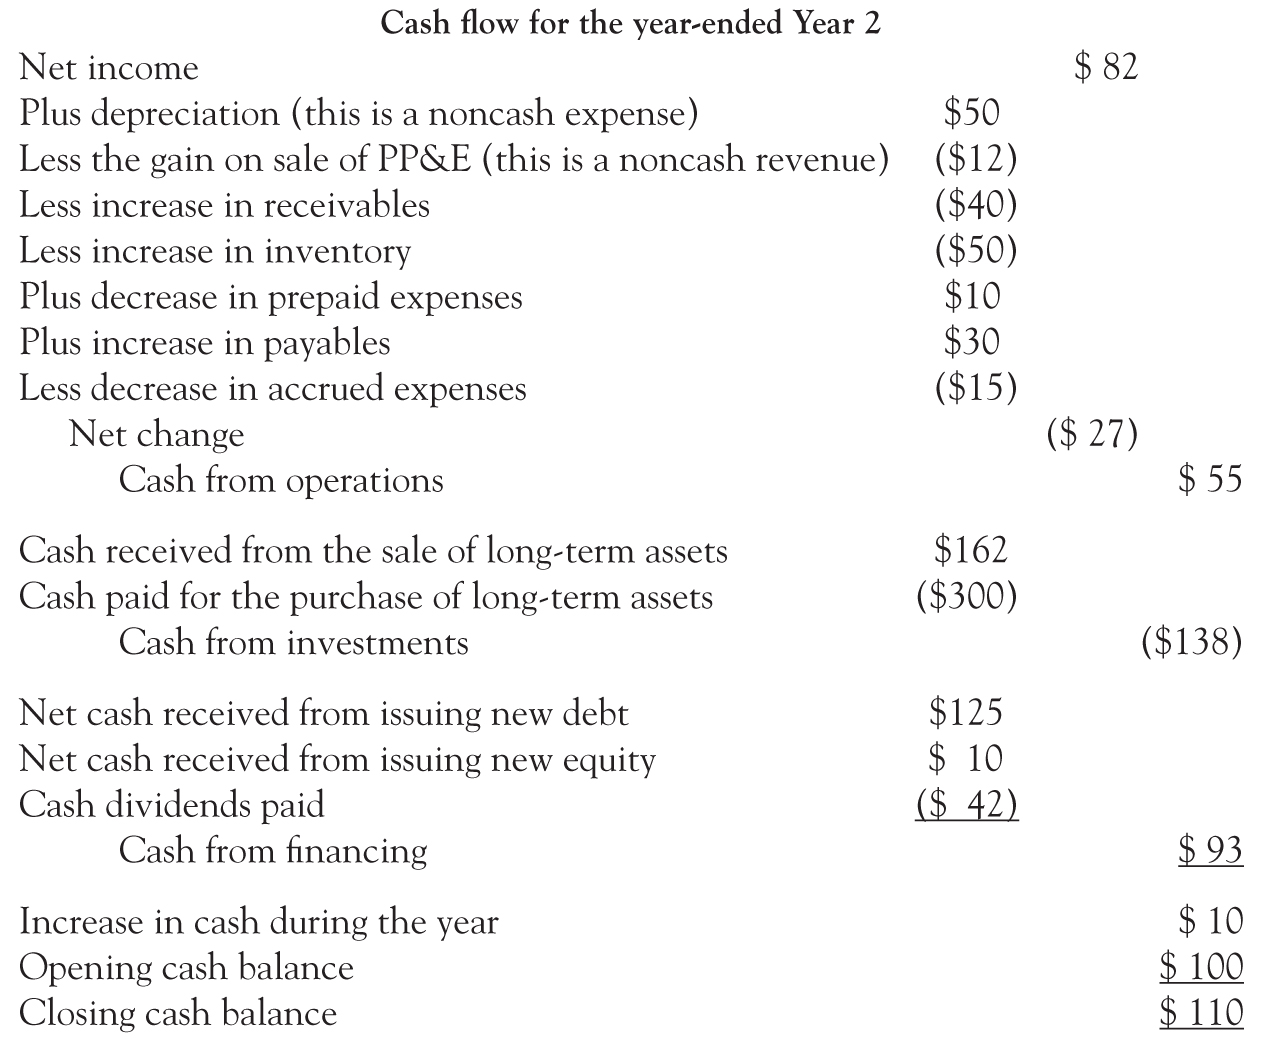 Cash flow for the year-ended Year 2
Net income $ 82
Plus depreciation (this is a noncash expense) $50
Less the gain on sale of PP&E (this is a noncash revenue) ($12)
Less increase in receivables ($40)
Less increase in inventory ($50)
Plus decrease in prepaid expenses $10
Plus increase in payables $30
Less decrease in accrued expenses ($15)
Net change ($ 27)
Cash from operations $ 55
Cash received from the sale of long-term assets $162
Cash paid for the purchase of long-term assets ($300)
Cash from investments ($138)
Net cash received from issuing new debt $125
Net cash received from issuing new equity $ 10
Cash dividends paid ($ 42)
Cash from financing $ 93
Increase in cash during the year $ 10
Opening cash balance $ 100
Closing cash balance $ 110